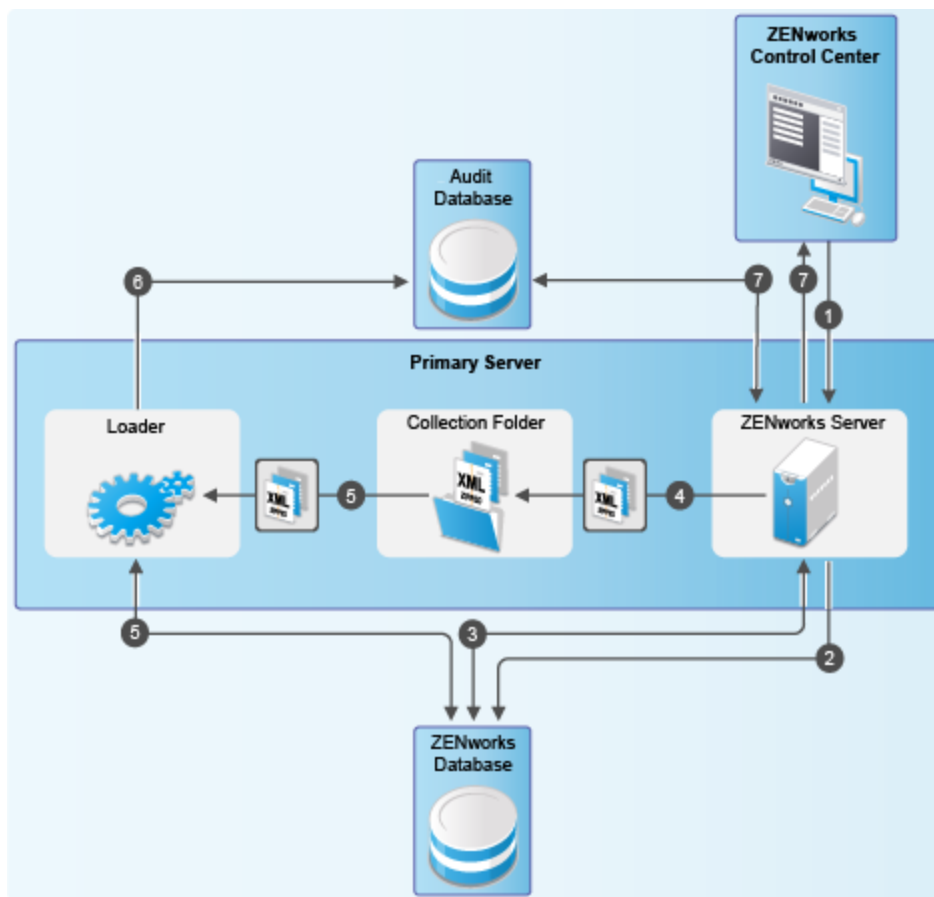 ZENworks
Control Center
Audit
Database
6
7
7
1
Primary Server
Loader
Collection Folder
ZENworks Server
XML
XML
XML
5
4
5
3
2
ZENworks
Database